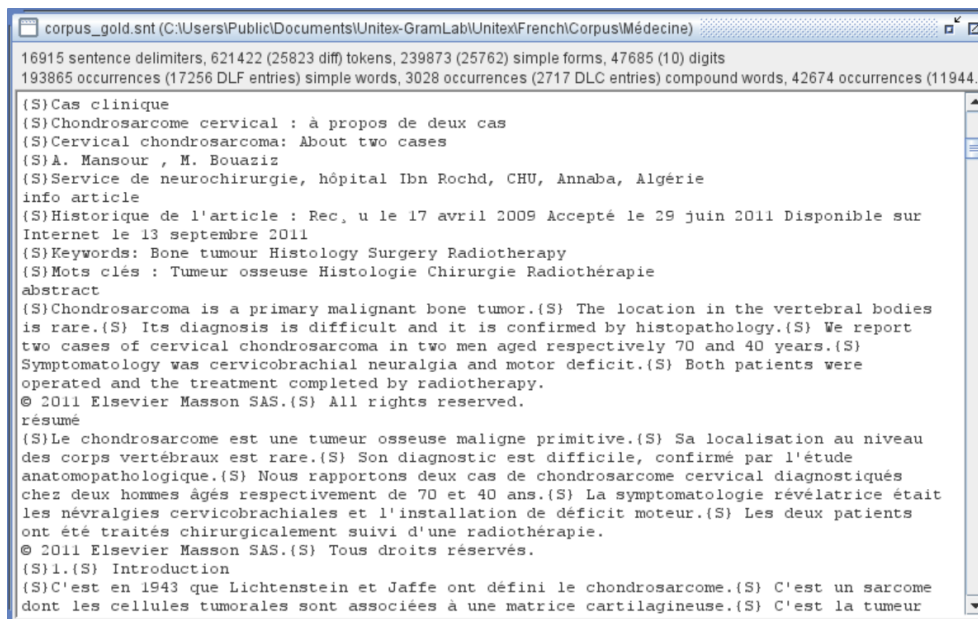 corpus_gold.snt (C:\Users\Public\Documents\Unitex-GramLab\Unitex\French\Corpus\Médecine)
16915 sentence delimiters, 621422 (25823 diff) tokens, 239873 (25762) simple forms, 47685 (10) digits
193865 occurrences (17256 DLF entries) simple words, 3028 occurrences (2717 DLC entries) compound words, 42674 occurrences (11944.
{S}Cas clinique
{S}Chondrosarcome cervical : à propos de deux cas
{S}Cervical chondrosarcoma: About two cases
{S}A. Mansour , M. Bouaziz
{S}Service de neurochirurgie, hôpital Ibn Rochd, CHU, Annaba, Algérie
info article
{S}Historique de l'article : Rec¸ u le 17 avril 2009 Accepté le 29 juin 2011 Disponible sur
Internet le 13 septembre 2011
{S}Keywords: Bone tumour Histology Surgery Radiotherapy
{S}Mots clés : Tumeur osseuse Histologie Chirurgie Radiothérapie
abstract
{S}Chondrosarcoma is a primary malignant bone tumor.{S} The location in the vertebral bodies
is rare.{S} Its diagnosis is difficult and it is confirmed by histopathology.{S} We report
two cases of cervical chondrosarcoma in two men aged respectively 70 and 40 years.{S}
Symptomatology was cervicobrachial neuralgia and motor deficit.{S} Both patients were
operated and the treatment completed by radiotherapy.
© 2011 Elsevier Masson SAS.{S} All rights reserved.
résumé
{S}Le chondrosarcome est une tumeur osseuse maligne primitive.{S} Sa localisation au niveau
des corps vertébraux est rare.{S} Son diagnostic est difficile, confirmé par l'étude
anatomopathologique.{S} Nous rapportons deux cas de chondrosarcome cervical diagnostiqués
chez deux hommes âgés respectivement de 70 et 40 ans.{S} La symptomatologie révélatrice était
les névralgies cervicobrachiales et l'installation de déficit moteur.{S} Les deux patients
ont été traités chirurgicalement suivi d'une radiothérapie.
© 2011 Elsevier Masson SAS.{S} Tous droits réservés.
{S}1.{S} Introduction
{S}C'est en 1943 que Lichtenstein et Jaffe ont défini le chondrosarcome.{S} C'est un sarcome
dont les cellules tumorales sont associées à une matrice cartilagineuse.{S} C'est la tumeur